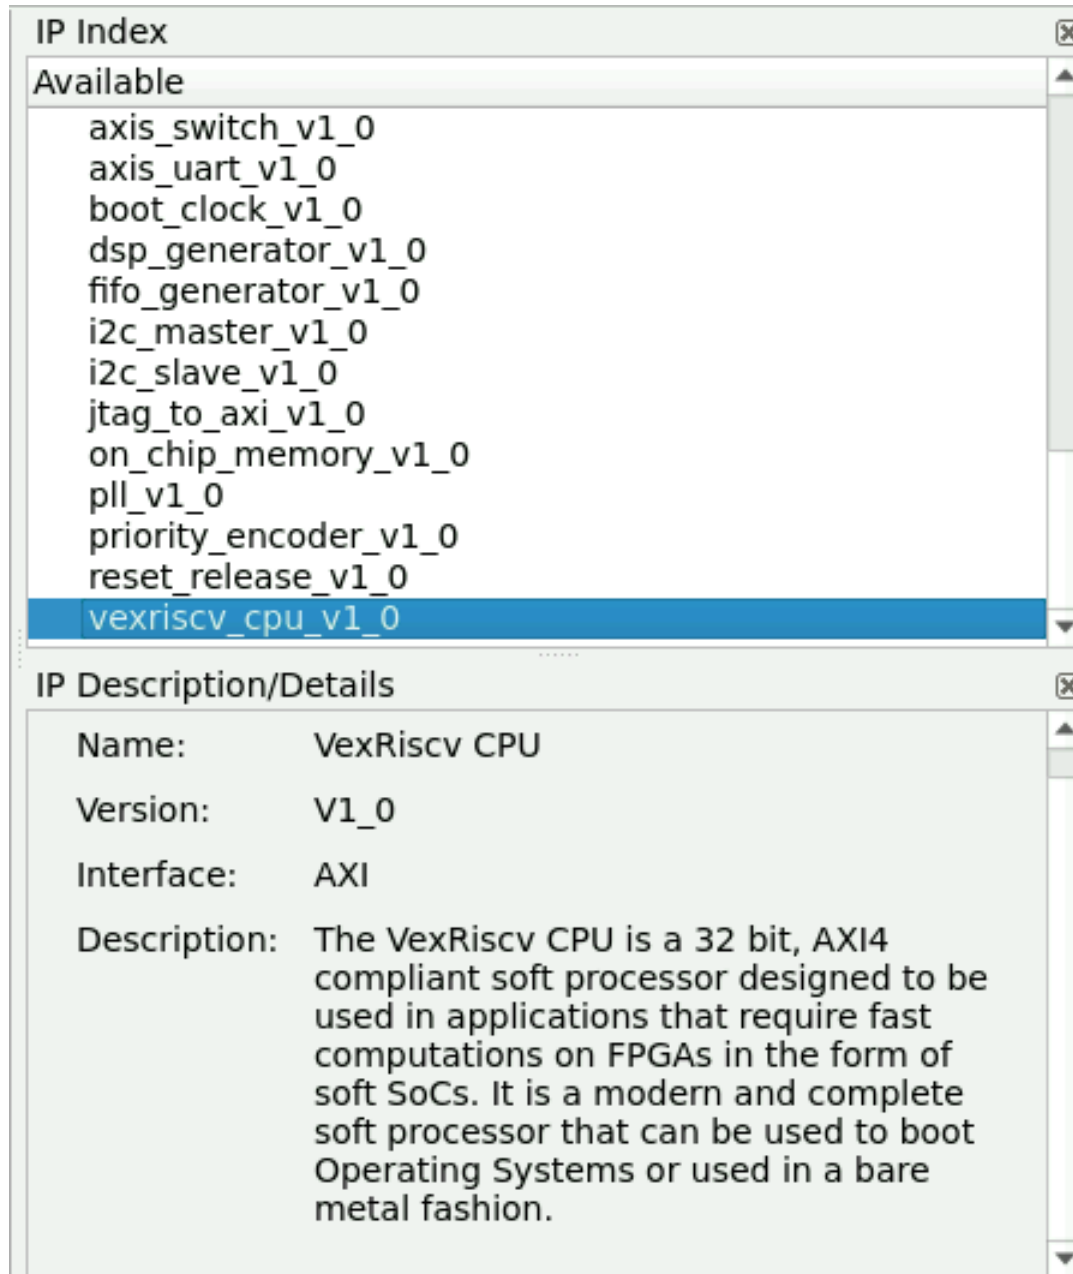 IP Index
Available
axis_switch_v1_0
axis_uart_v1_0
boot_clock_v1_0
dsp_generator_v1_0
fifo_generator_v1_0
i2c_master_v1_0
i2c_slave_v1_0
jtag_to_axi_v1_0
on_chip_memory_v1_0
pll_v1_0
priority_encoder_v1_0
reset_release_v1_0
vexriscv_cpu_v1_0
IP Description/Details
Name: VexRiscv CPU
Version: V1_0
Interface: AXI
Description: The VexRiscv CPU is a 32 bit, AXI4
compliant soft processor designed to be
used in applications that require fast
computations on FPGAs in the form of
soft SoCs. It is a modern and complete
soft processor that can be used to boot
Operating Systems or used in a bare
metal fashion.